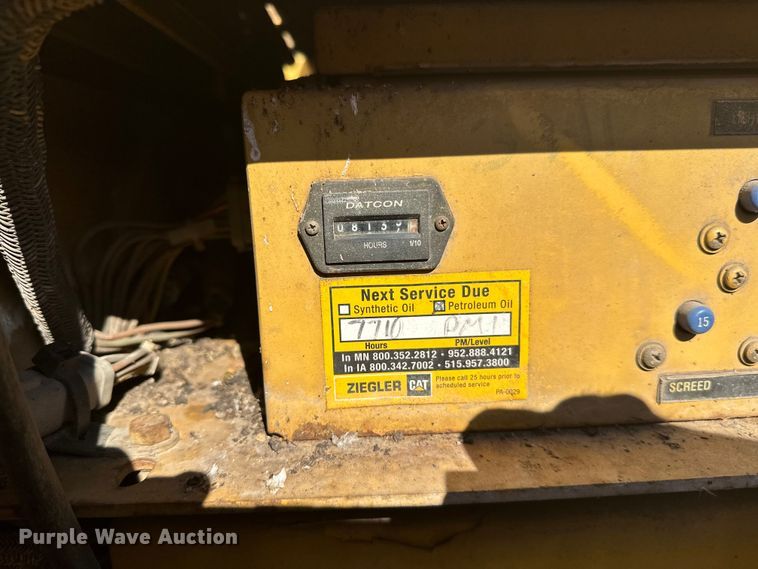 DATCON
HOURS 1/10
Next Service Due
Synthetic Oil Petroleum Oil
7710 PM1
Hours PM/Level
In MN 800.352.2812 • 952.888.4121
In IA 800.342.7002 • 515.957.3800
ZIEGLER CAT Please call 25 hours prior to
scheduled service
PA-0029
15
SCREED
Purple Wave Auction